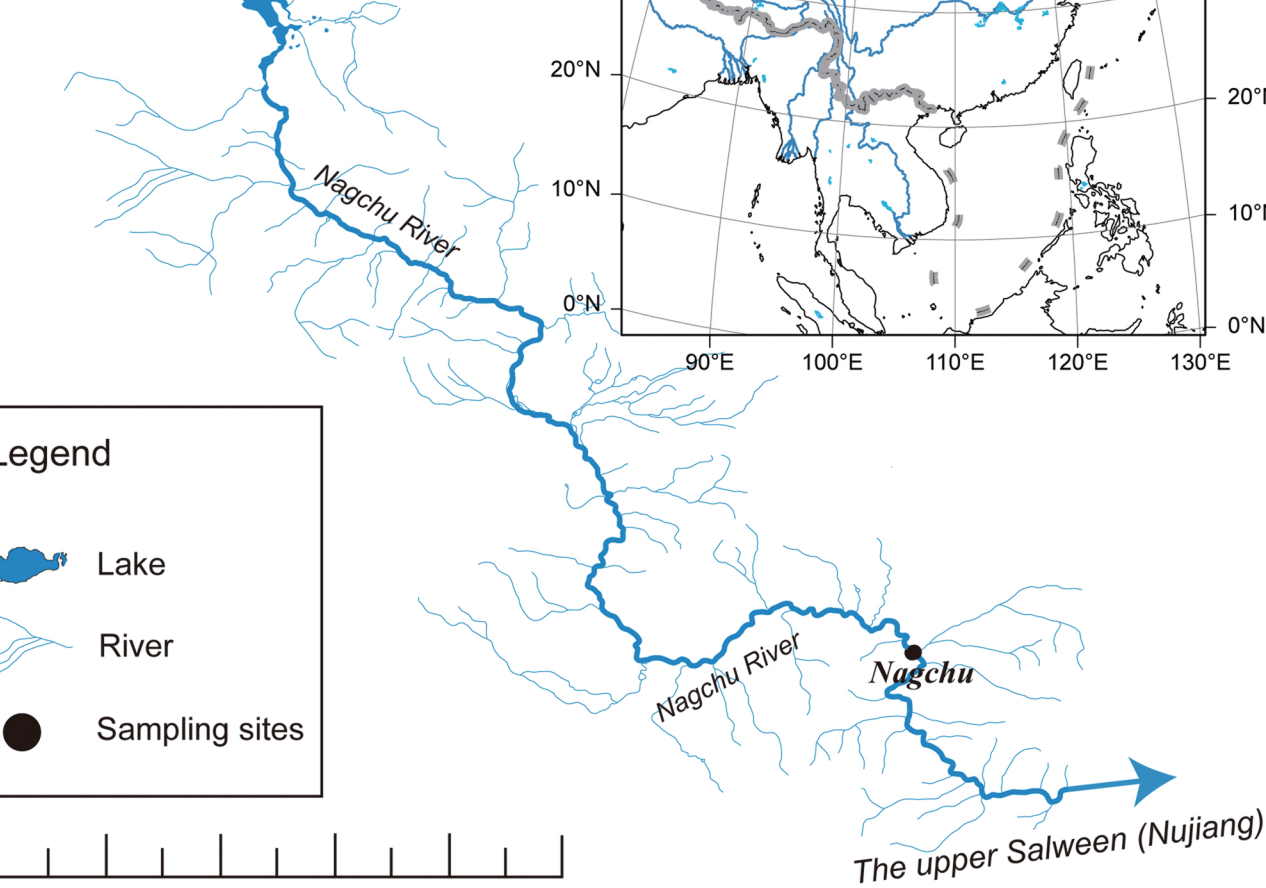 20°N
20°
10°N
10°N
0°N
0°N
90°E
100°E
110°E
120°E
130°E
Nagchu River
Legend
Lake
River
Sampling sites
Nagchu River
Nagchu
The upper Salween (Nujiang)